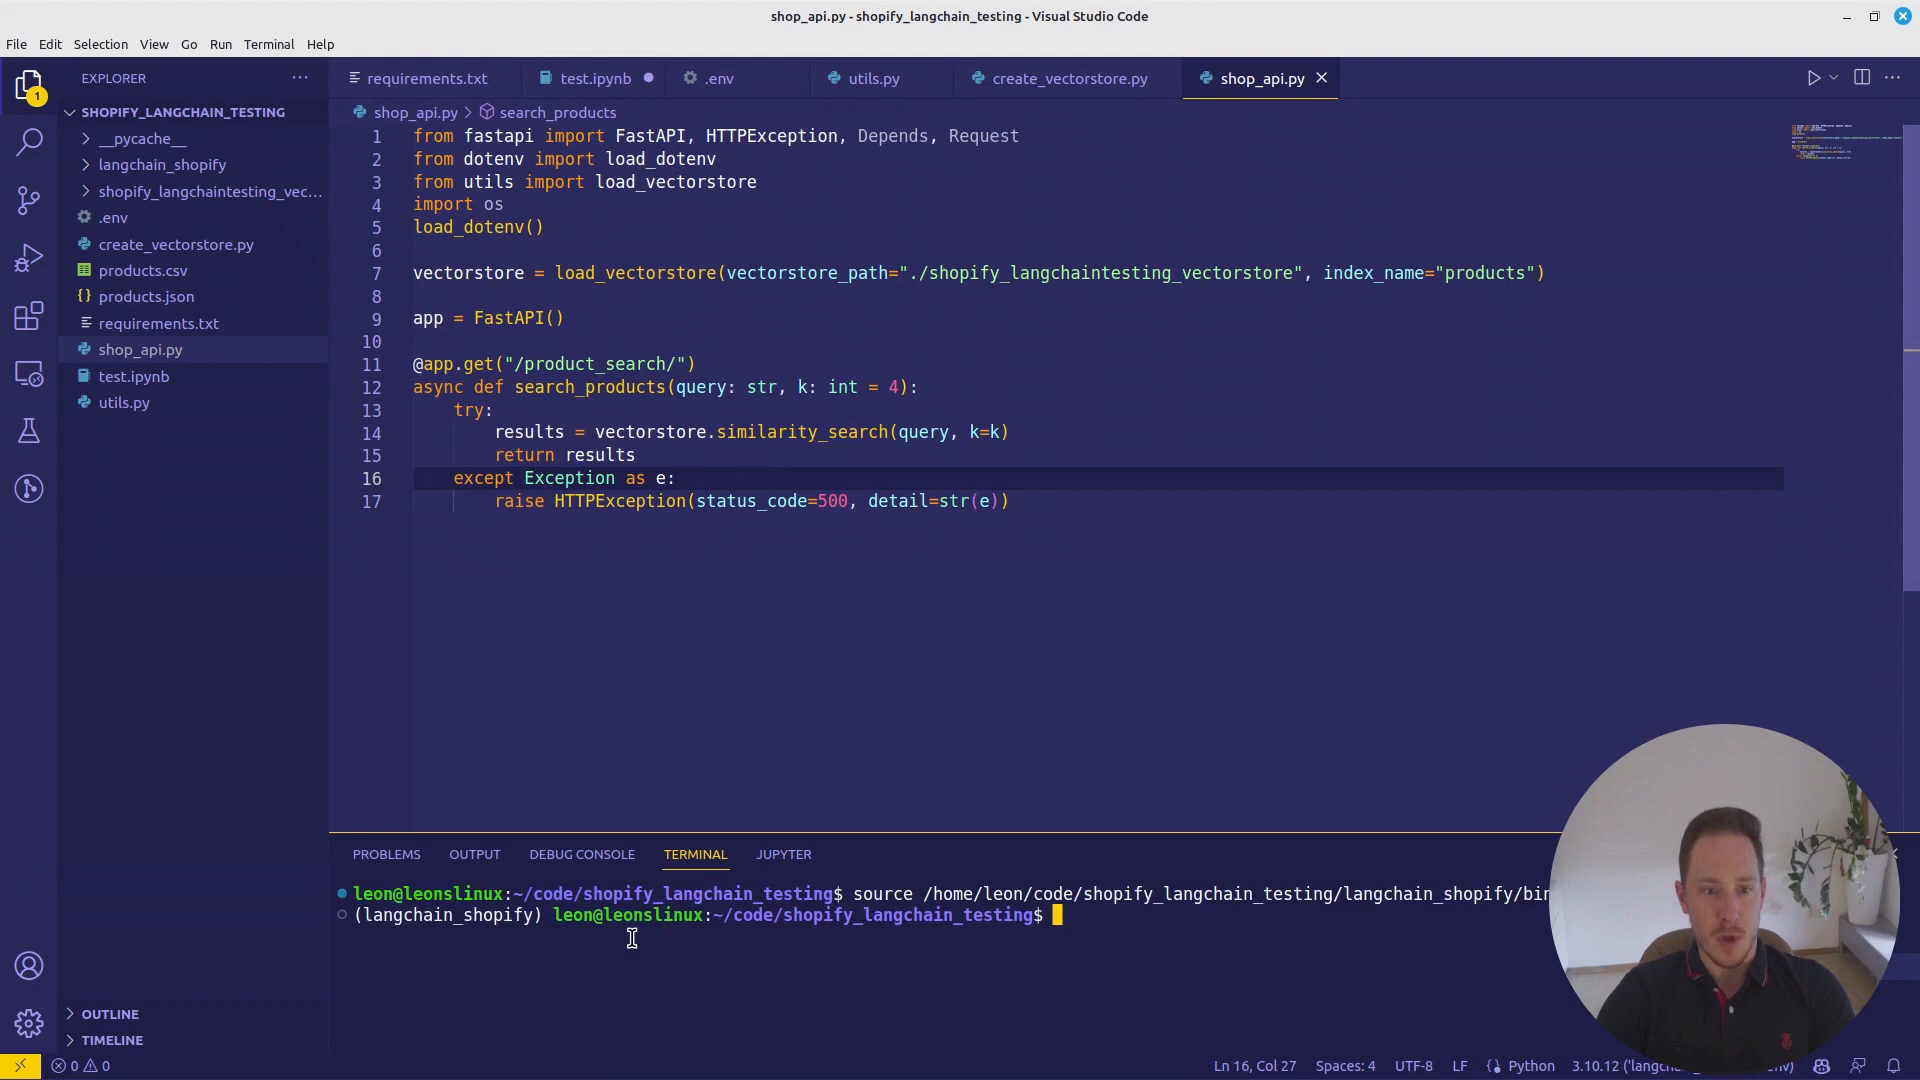 shop_api.py - shopify_langchain_testing - Visual Studio Code
File Edit Selection View Go Run Terminal Help
EXPLORER
1
SHOPIFY_LANGCHAIN_TESTING
__pycache__
langchain_shopify
shopify_langchaintesting_vec...
.env
create_vectorstore.py
products.csv
products.json
requirements.txt
shop_api.py
test.ipynb
utils.py
OUTLINE
TIMELINE
requirements.txt test.ipynb .env utils.py create_vectorstore.py shop_api.py
shop_api.py > search_products
1 from fastapi import FastAPI, HTTPException, Depends, Request
2 from dotenv import load_dotenv
3 from utils import load_vectorstore
4 import os
5 load_dotenv()
6
7 vectorstore = load_vectorstore(vectorstore_path="./shopify_langchaintesting_vectorstore", index_name="products")
8
9 app = FastAPI()
10
11 @app.get("/product_search/")
12 async def search_products(query: str, k: int = 4):
13 try:
14 results = vectorstore.similarity_search(query, k=k)
15 return results
16 except Exception as e:
17 raise HTTPException(status_code=500, detail=str(e))
PROBLEMS OUTPUT DEBUG CONSOLE TERMINAL JUPYTER
leon@leonslinux:~/code/shopify_langchain_testing$ source /home/leon/code/shopify_langchain_testing/langchain_shopify/bin
(langchain_shopify) leon@leonslinux:~/code/shopify_langchain_testing$
0 0 Ln 16, Col 27 Spaces: 4 UTF-8 LF Python 3.10.12